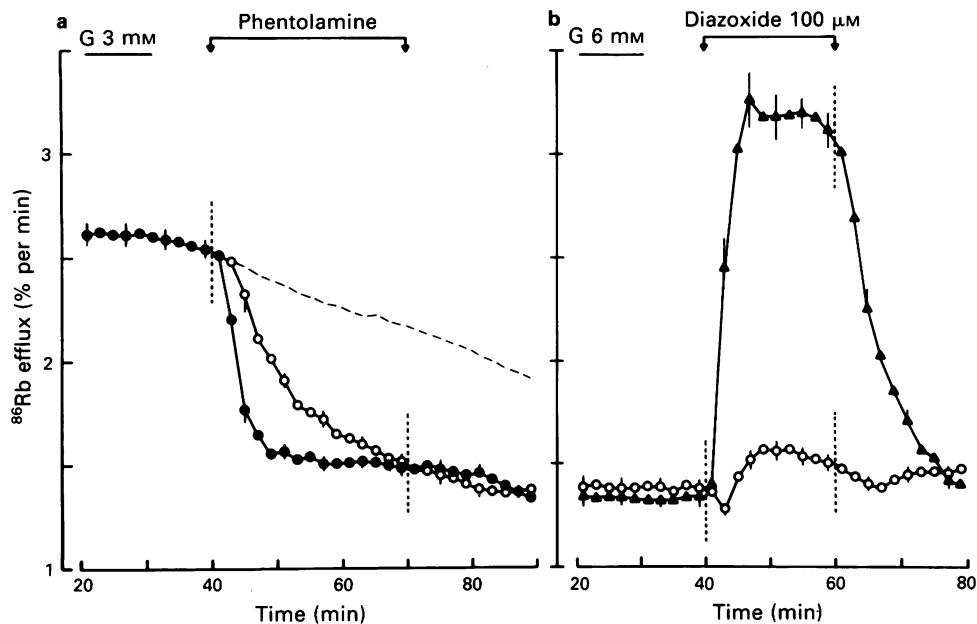 a
Phentolamine
G 3 mM
b
Diazoxide 100 μM
G 6 mM
⁸⁶Rb efflux (% per min)
3
2
1
20 40 60 80
Time (min)
20 40 60 80
Time (min)